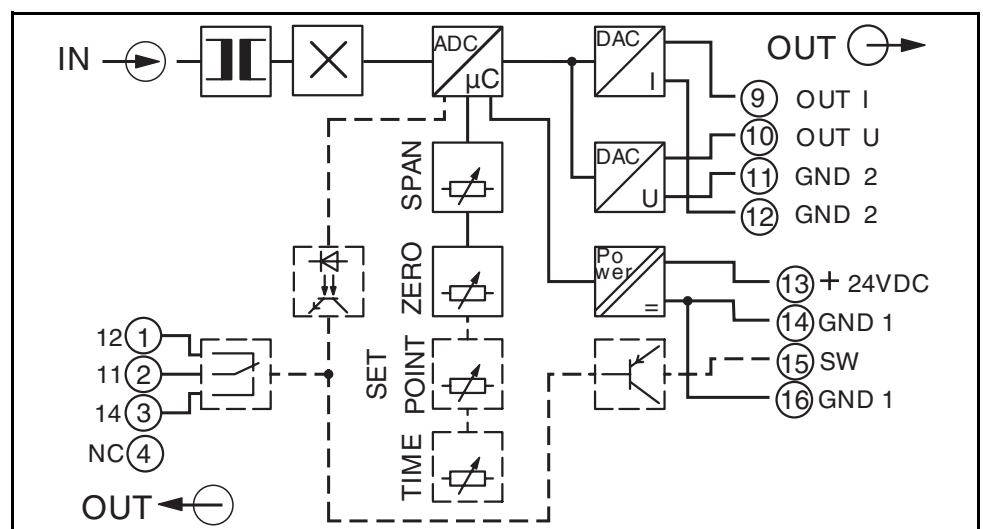 IN
ADC
µC
DAC
I
OUT
9 OUT I
10 OUT U
11 GND 2
12 GND 2
DAC
U
SPAN
ZERO
SET
POINT
TIME
Po
wer
=
13 + 24VDC
14 GND 1
15 SW
16 GND 1
12 1
11 2
14 3
NC 4
OUT